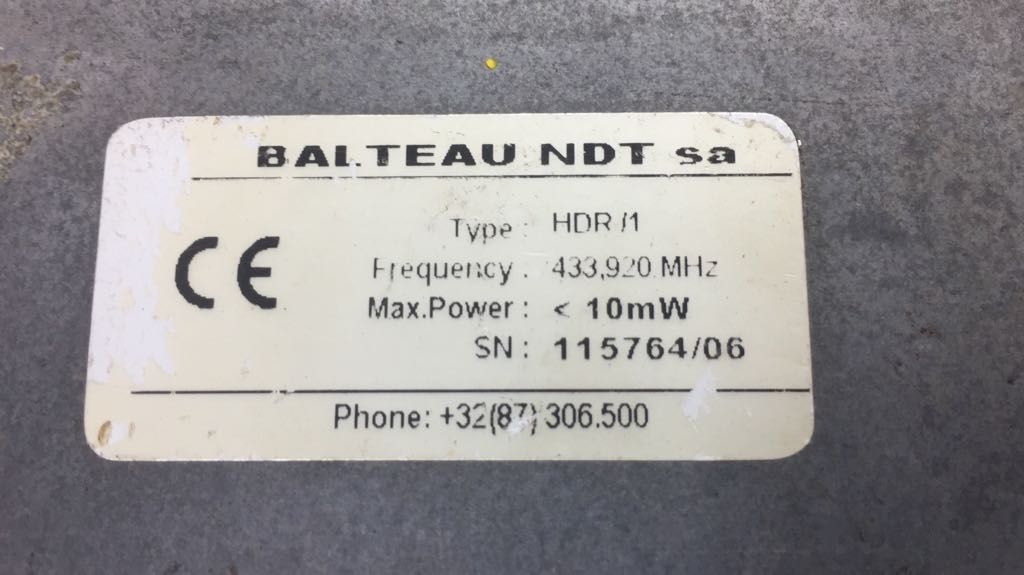 BALTEAU NDT sa
CE
Type : HDR /1
Frequency : 433,920 MHz
Max.Power : < 10mW
SN : 115764/06
Phone: +32(87) 306.500